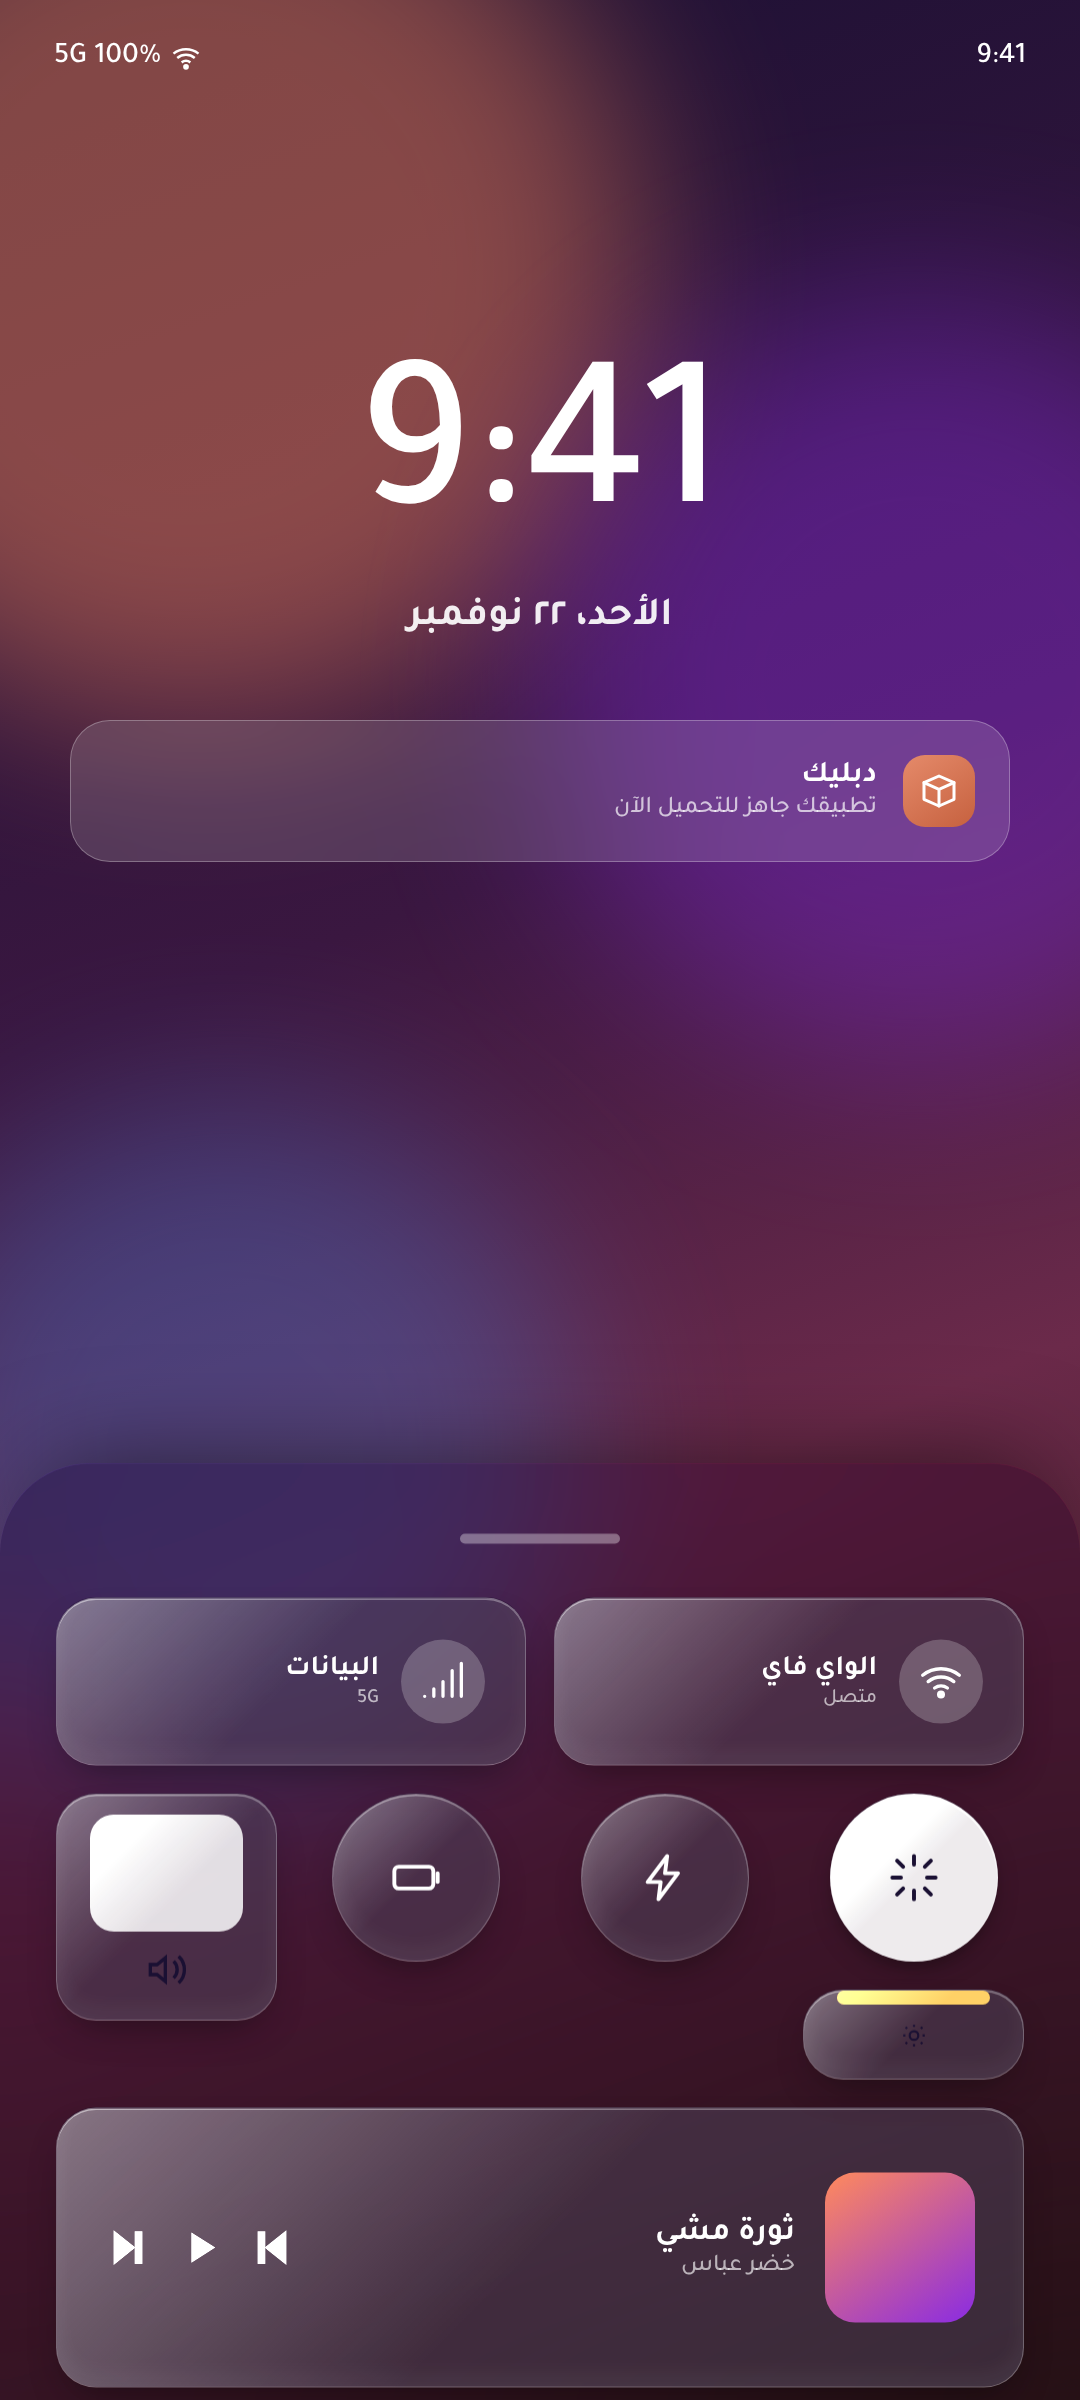 9:41
5G 100%
9:41
الأحد، ٢٢ نوفمبر
دبليك
تطبيقك جاهز للتحميل الآن
الواي فاي
متصل
البيانات
5G
ثورة مشي
خضر عباس